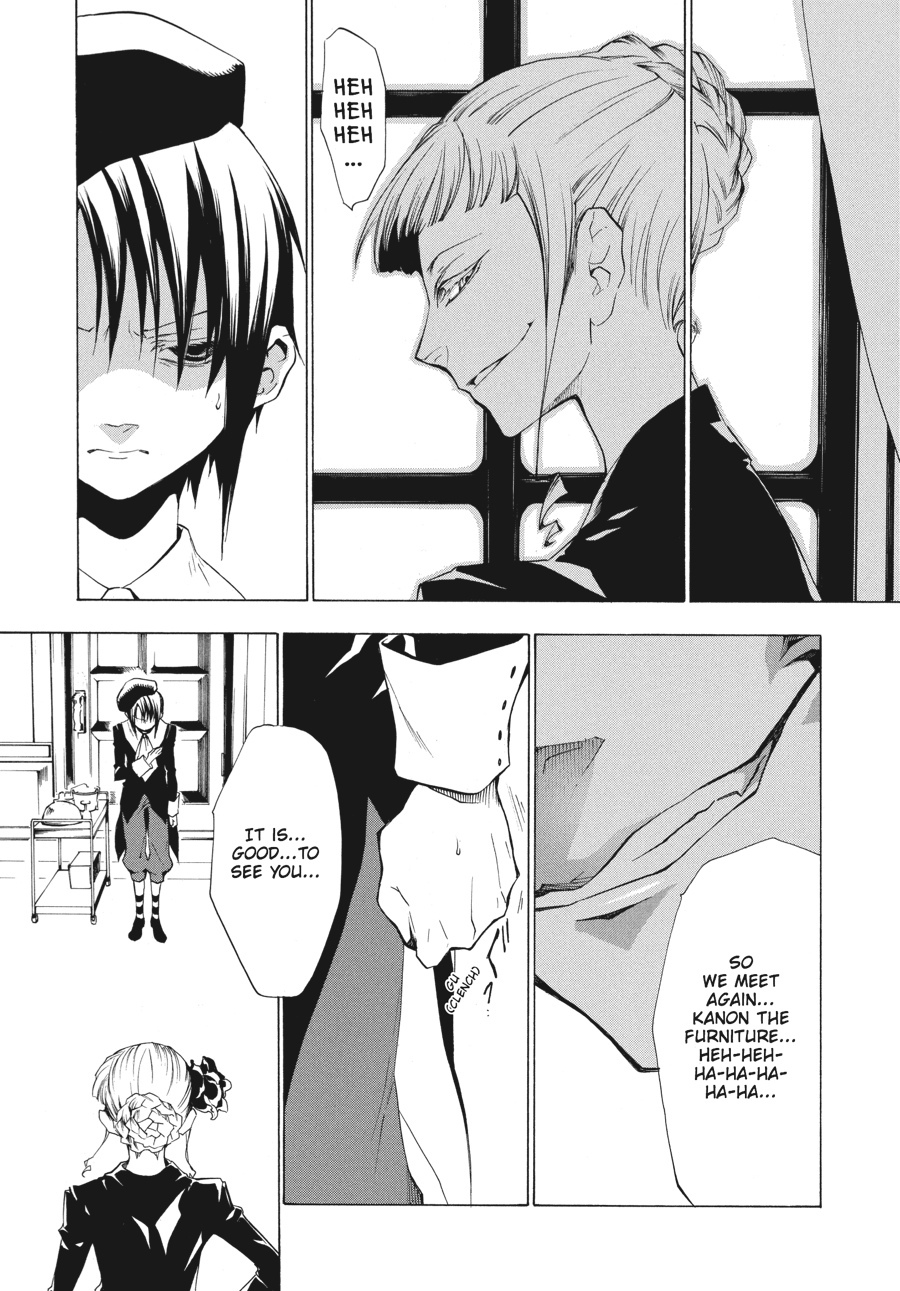 HEH
HEH
HEH
...
SO
WE MEET
AGAIN...
KANON THE
FURNITURE...
HEH-HEH-
HA-HA-HA-
HA-HA...
GU
(CLENCH)
IT IS...
GOOD...TO
SEE YOU...